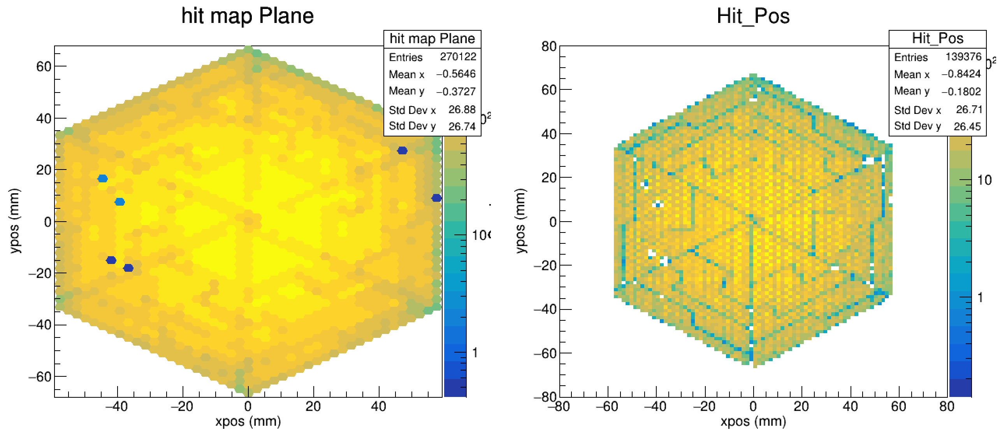 hit map Plane
hit map Plane
Entries 270122
Mean x −0.5646
Mean y −0.3727
Std Dev x 26.88
Std Dev y 26.74
60
40
20
0
−20
−40
−60
−40 −20 0 20 40
xpos (mm)
ypos (mm)
1
Hit_Pos
Hit_Pos
Entries 139376
Mean x −0.8424
Mean y −0.1802
Std Dev x 26.71
Std Dev y 26.45
80
60
40
20
0
−20
−40
−60
−80
−80 −60 −40 −20 0 20 40 60 80
xpos (mm)
ypos (mm)
10
1